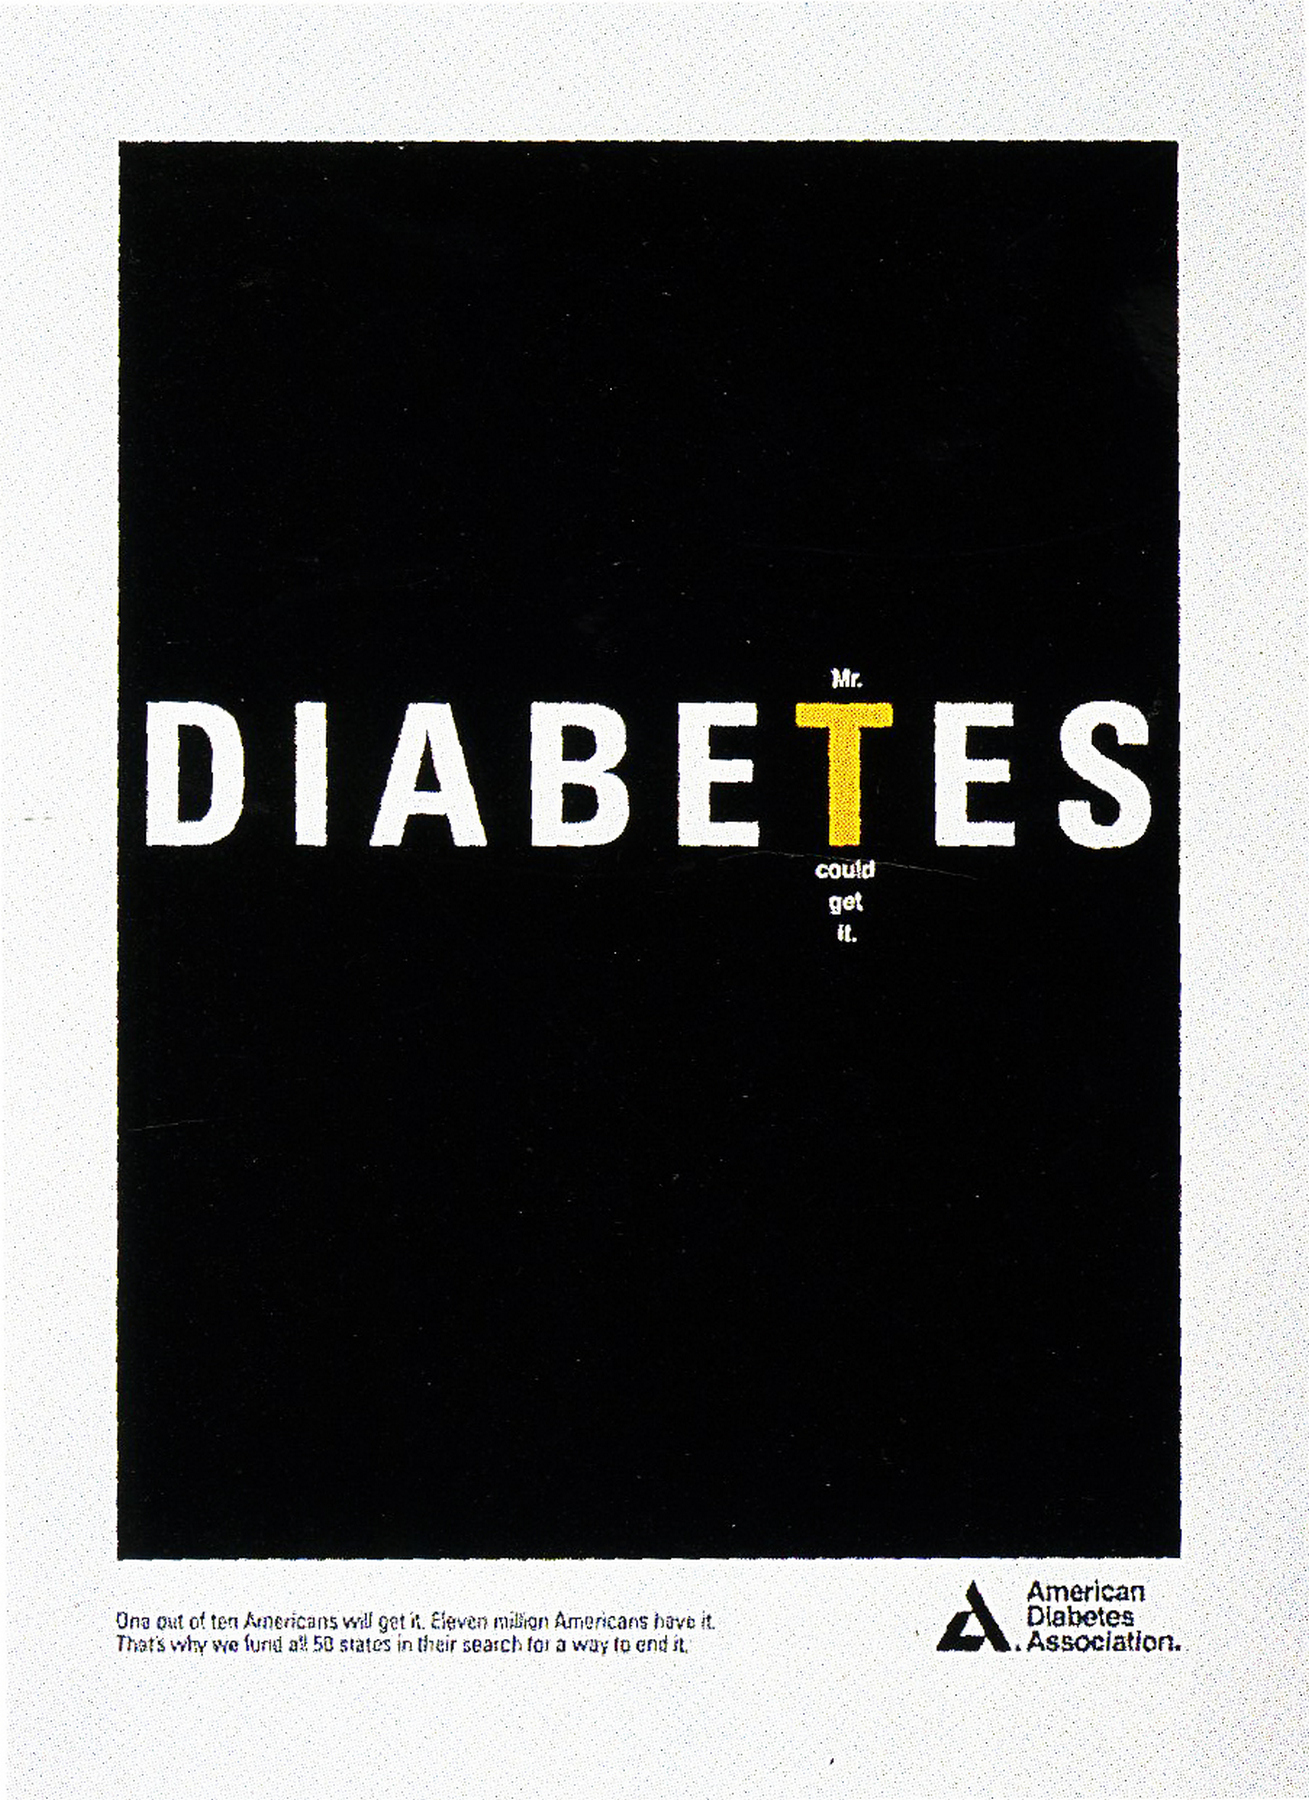 Mr.
DIABETES
could
get
it.
One out of ten Americans will get it. Eleven million Americans have it.
That's why we fund all 50 states in their search for a way to end it.
American
Diabetes
Association.